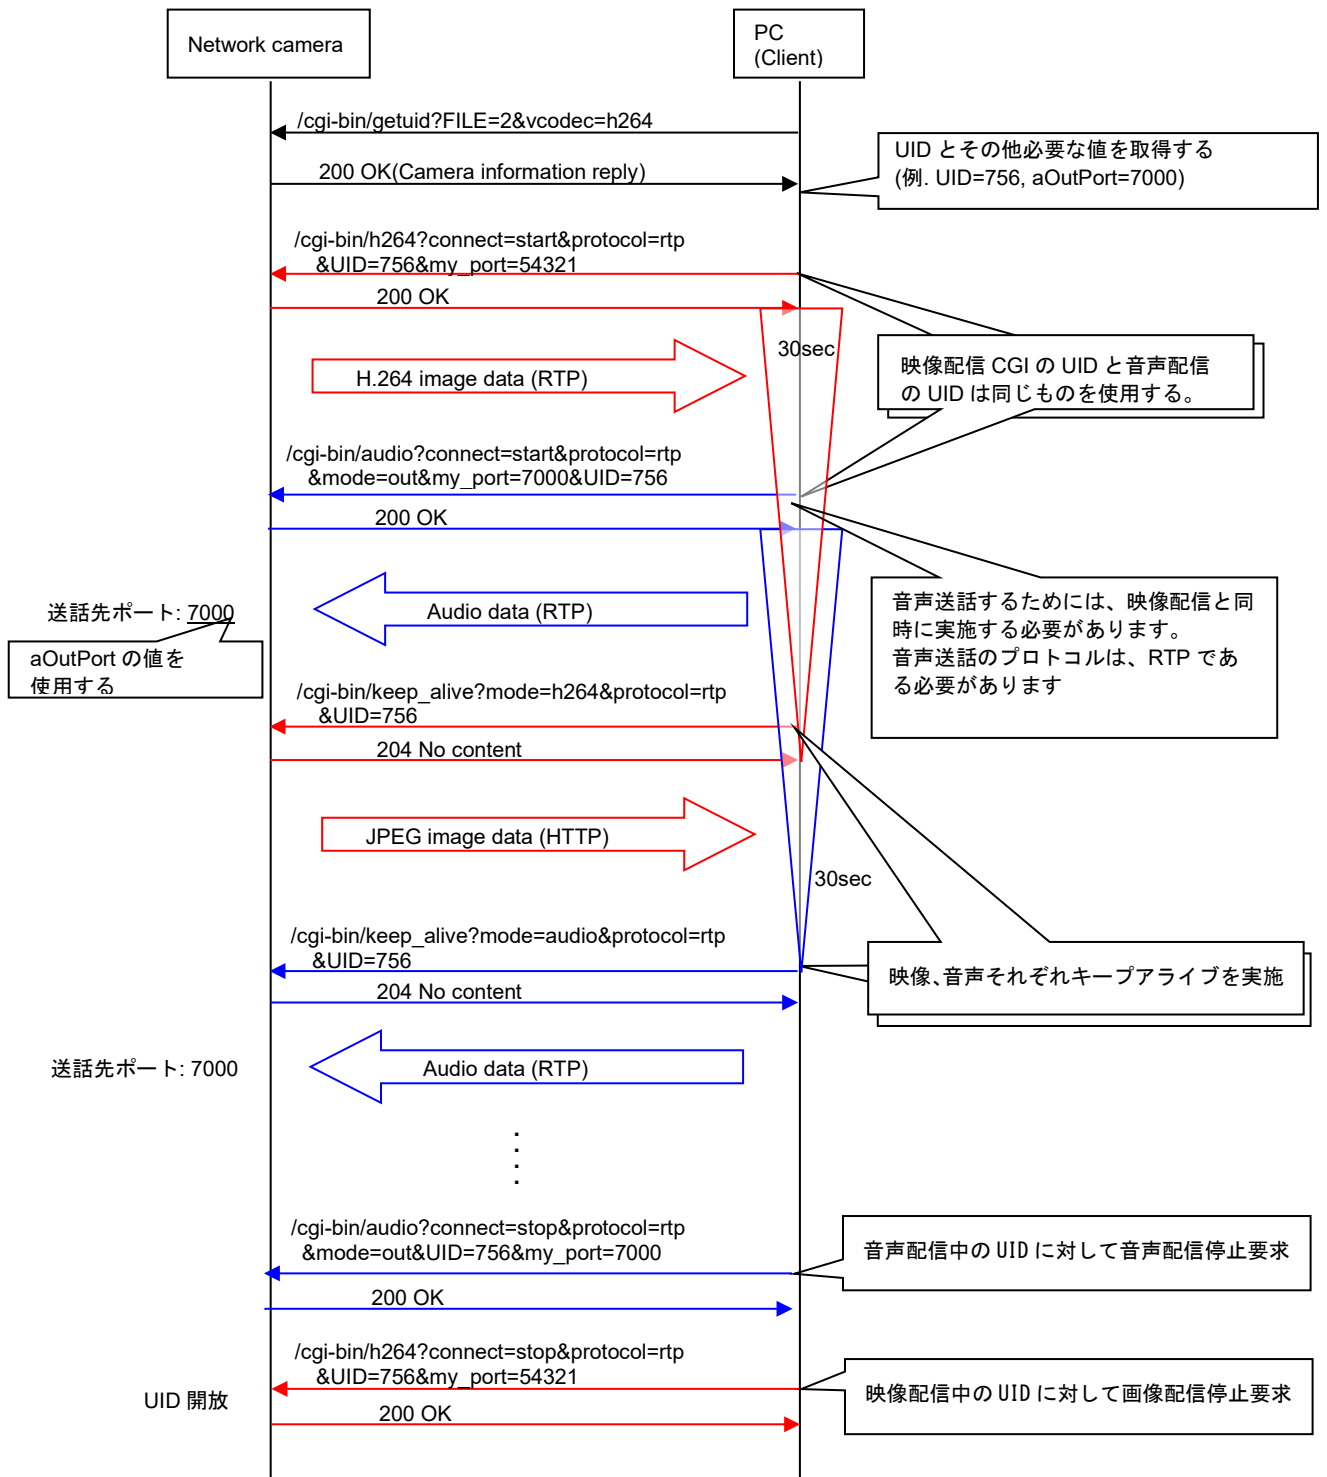 Network camera
PC
(Client)
/cgi-bin/getuid?FILE=2&vcodec=h264
UID とその他必要な値を取得する
(例. UID=756, aOutPort=7000)
200 OK(Camera information reply)
/cgi-bin/h264?connect=start&protocol=rtp
&UID=756&my_port=54321
200 OK
30sec
H.264 image data (RTP)
映像配信 CGI の UID と音声配信
の UID は同じものを使用する。
/cgi-bin/audio?connect=start&protocol=rtp
&mode=out&my_port=7000&UID=756
200 OK
送話先ポート: 7000
Audio data (RTP)
音声送話するためには、映像配信と同
時に実施する必要があります。
音声送話のプロトコルは、RTP であ
る必要があります
aOutPort の値を
使用する
/cgi-bin/keep_alive?mode=h264&protocol=rtp
&UID=756
204 No content
JPEG image data (HTTP)
30sec
/cgi-bin/keep_alive?mode=audio&protocol=rtp
&UID=756
映像、音声それぞれキープアライブを実施
204 No content
送話先ポート: 7000
Audio data (RTP)
/cgi-bin/audio?connect=stop&protocol=rtp
&mode=out&UID=756&my_port=7000
音声配信中の UID に対して音声配信停止要求
200 OK
/cgi-bin/h264?connect=stop&protocol=rtp
&UID=756&my_port=54321
映像配信中の UID に対して画像配信停止要求
UID 開放
200 OK